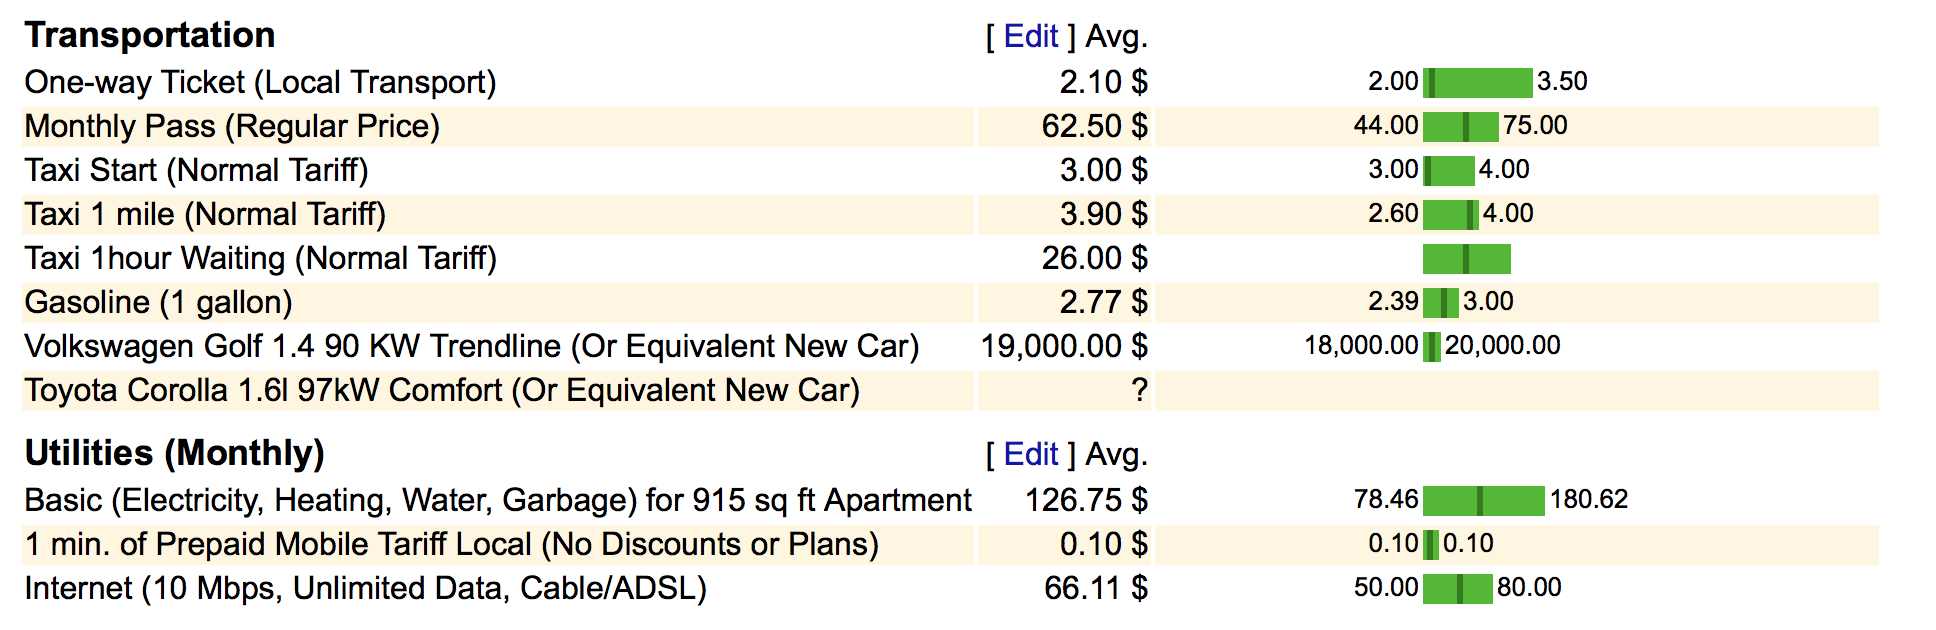 Transportation [ Edit ] Avg.
One-way Ticket (Local Transport) 2.10 $ 2.00 3.50
Monthly Pass (Regular Price) 62.50 $ 44.00 75.00
Taxi Start (Normal Tariff) 3.00 $ 3.00 4.00
Taxi 1 mile (Normal Tariff) 3.90 $ 2.60 4.00
Taxi 1hour Waiting (Normal Tariff) 26.00 $
Gasoline (1 gallon) 2.77 $ 2.39 3.00
Volkswagen Golf 1.4 90 KW Trendline (Or Equivalent New Car) 19,000.00 $ 18,000.00 20,000.00
Toyota Corolla 1.6l 97kW Comfort (Or Equivalent New Car) ?
Utilities (Monthly) [ Edit ] Avg.
Basic (Electricity, Heating, Water, Garbage) for 915 sq ft Apartment 126.75 $ 78.46 180.62
1 min. of Prepaid Mobile Tariff Local (No Discounts or Plans) 0.10 $ 0.10 0.10
Internet (10 Mbps, Unlimited Data, Cable/ADSL) 66.11 $ 50.00 80.00